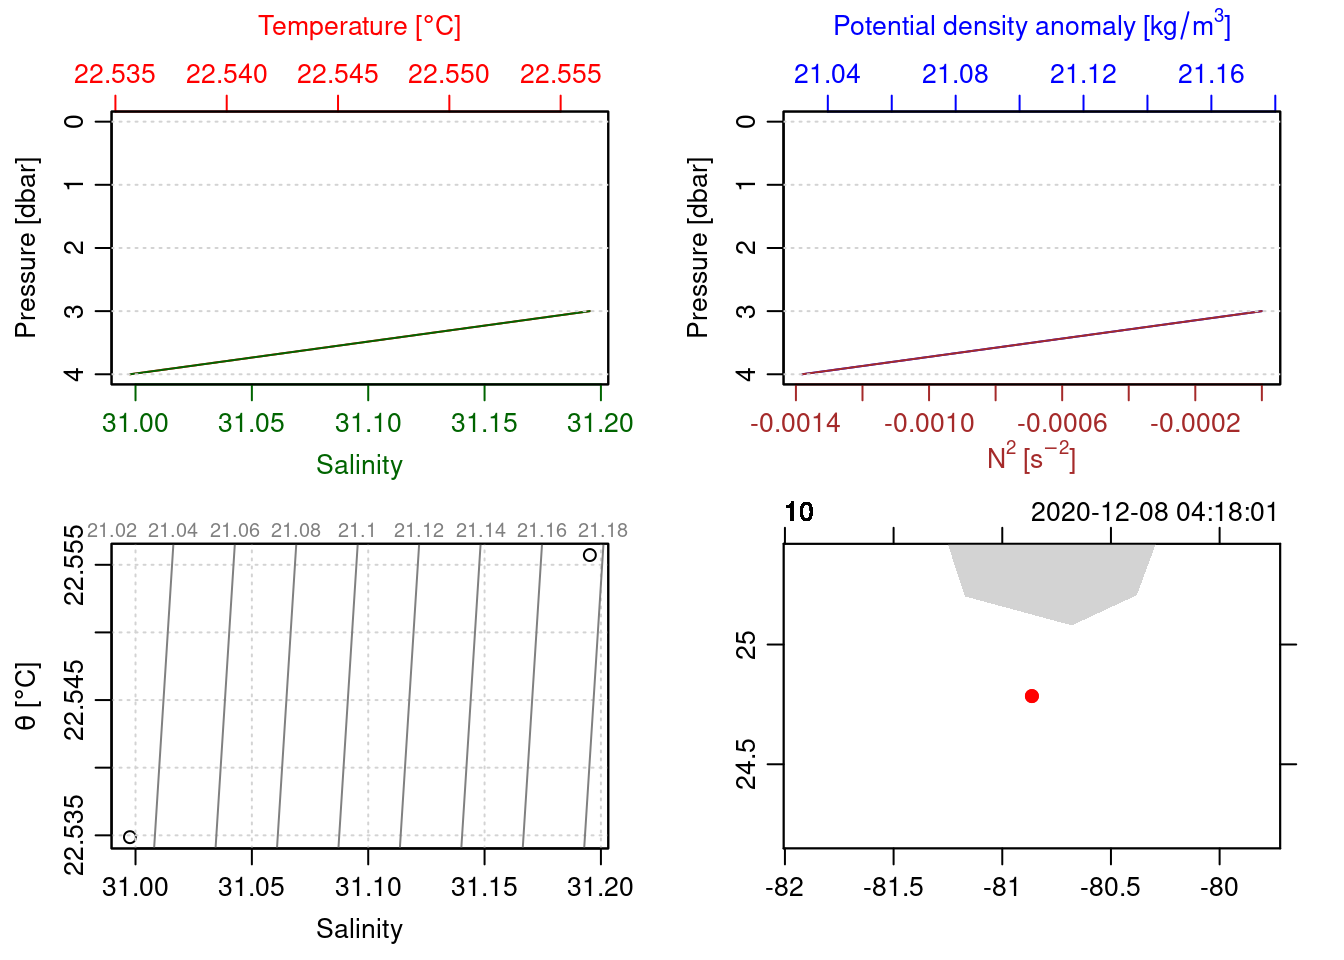 Temperature [°C]
22.535 22.540 22.545 22.550 22.555
Pressure [dbar]
0
1
2
3
4
31.00 31.05 31.10 31.15 31.20
Salinity
Potential density anomaly [kg/m³]
21.04 21.08 21.12 21.16
Pressure [dbar]
0
1
2
3
4
-0.0014 -0.0010 -0.0006 -0.0002
N² [s⁻²]
21.02 21.04 21.06 21.08 21.1 21.12 21.14 21.16 21.18
θ [°C]
22.555
22.545
22.535
31.00 31.05 31.10 31.15 31.20
Salinity
10 2020-12-08 04:18:01
25
24.5
-82 -81.5 -81 -80.5 -80